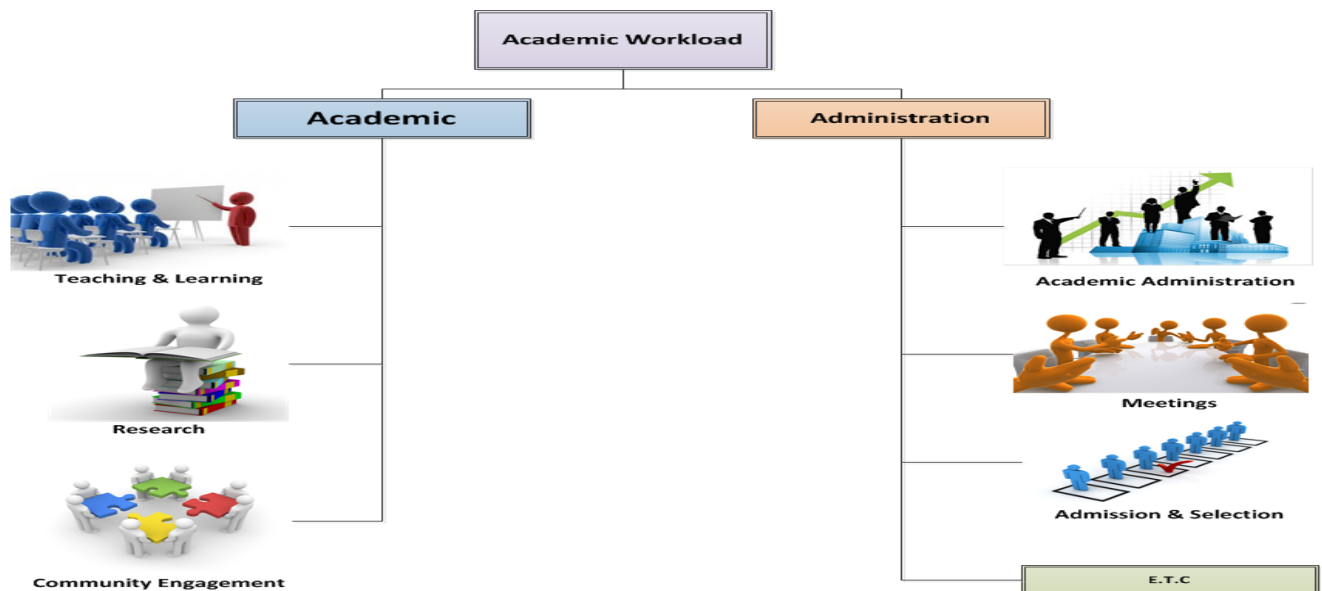 Academic Workload
Academic
Administration
Teaching & Learning
Academic Administration
Research
Meetings
Community Engagement
Admission & Selection
E.T.C